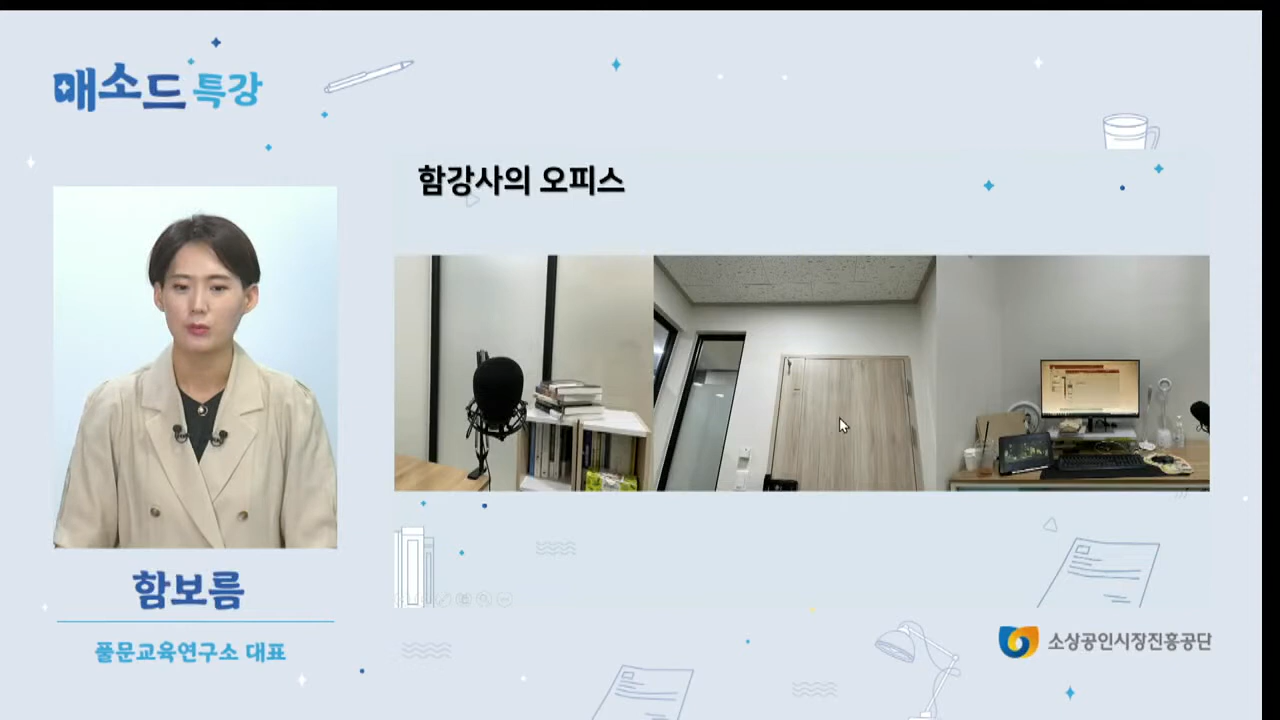 매소드 특강
함강사의 오피스
함보름
풀문교육연구소 대표
소상공인시장진흥공단